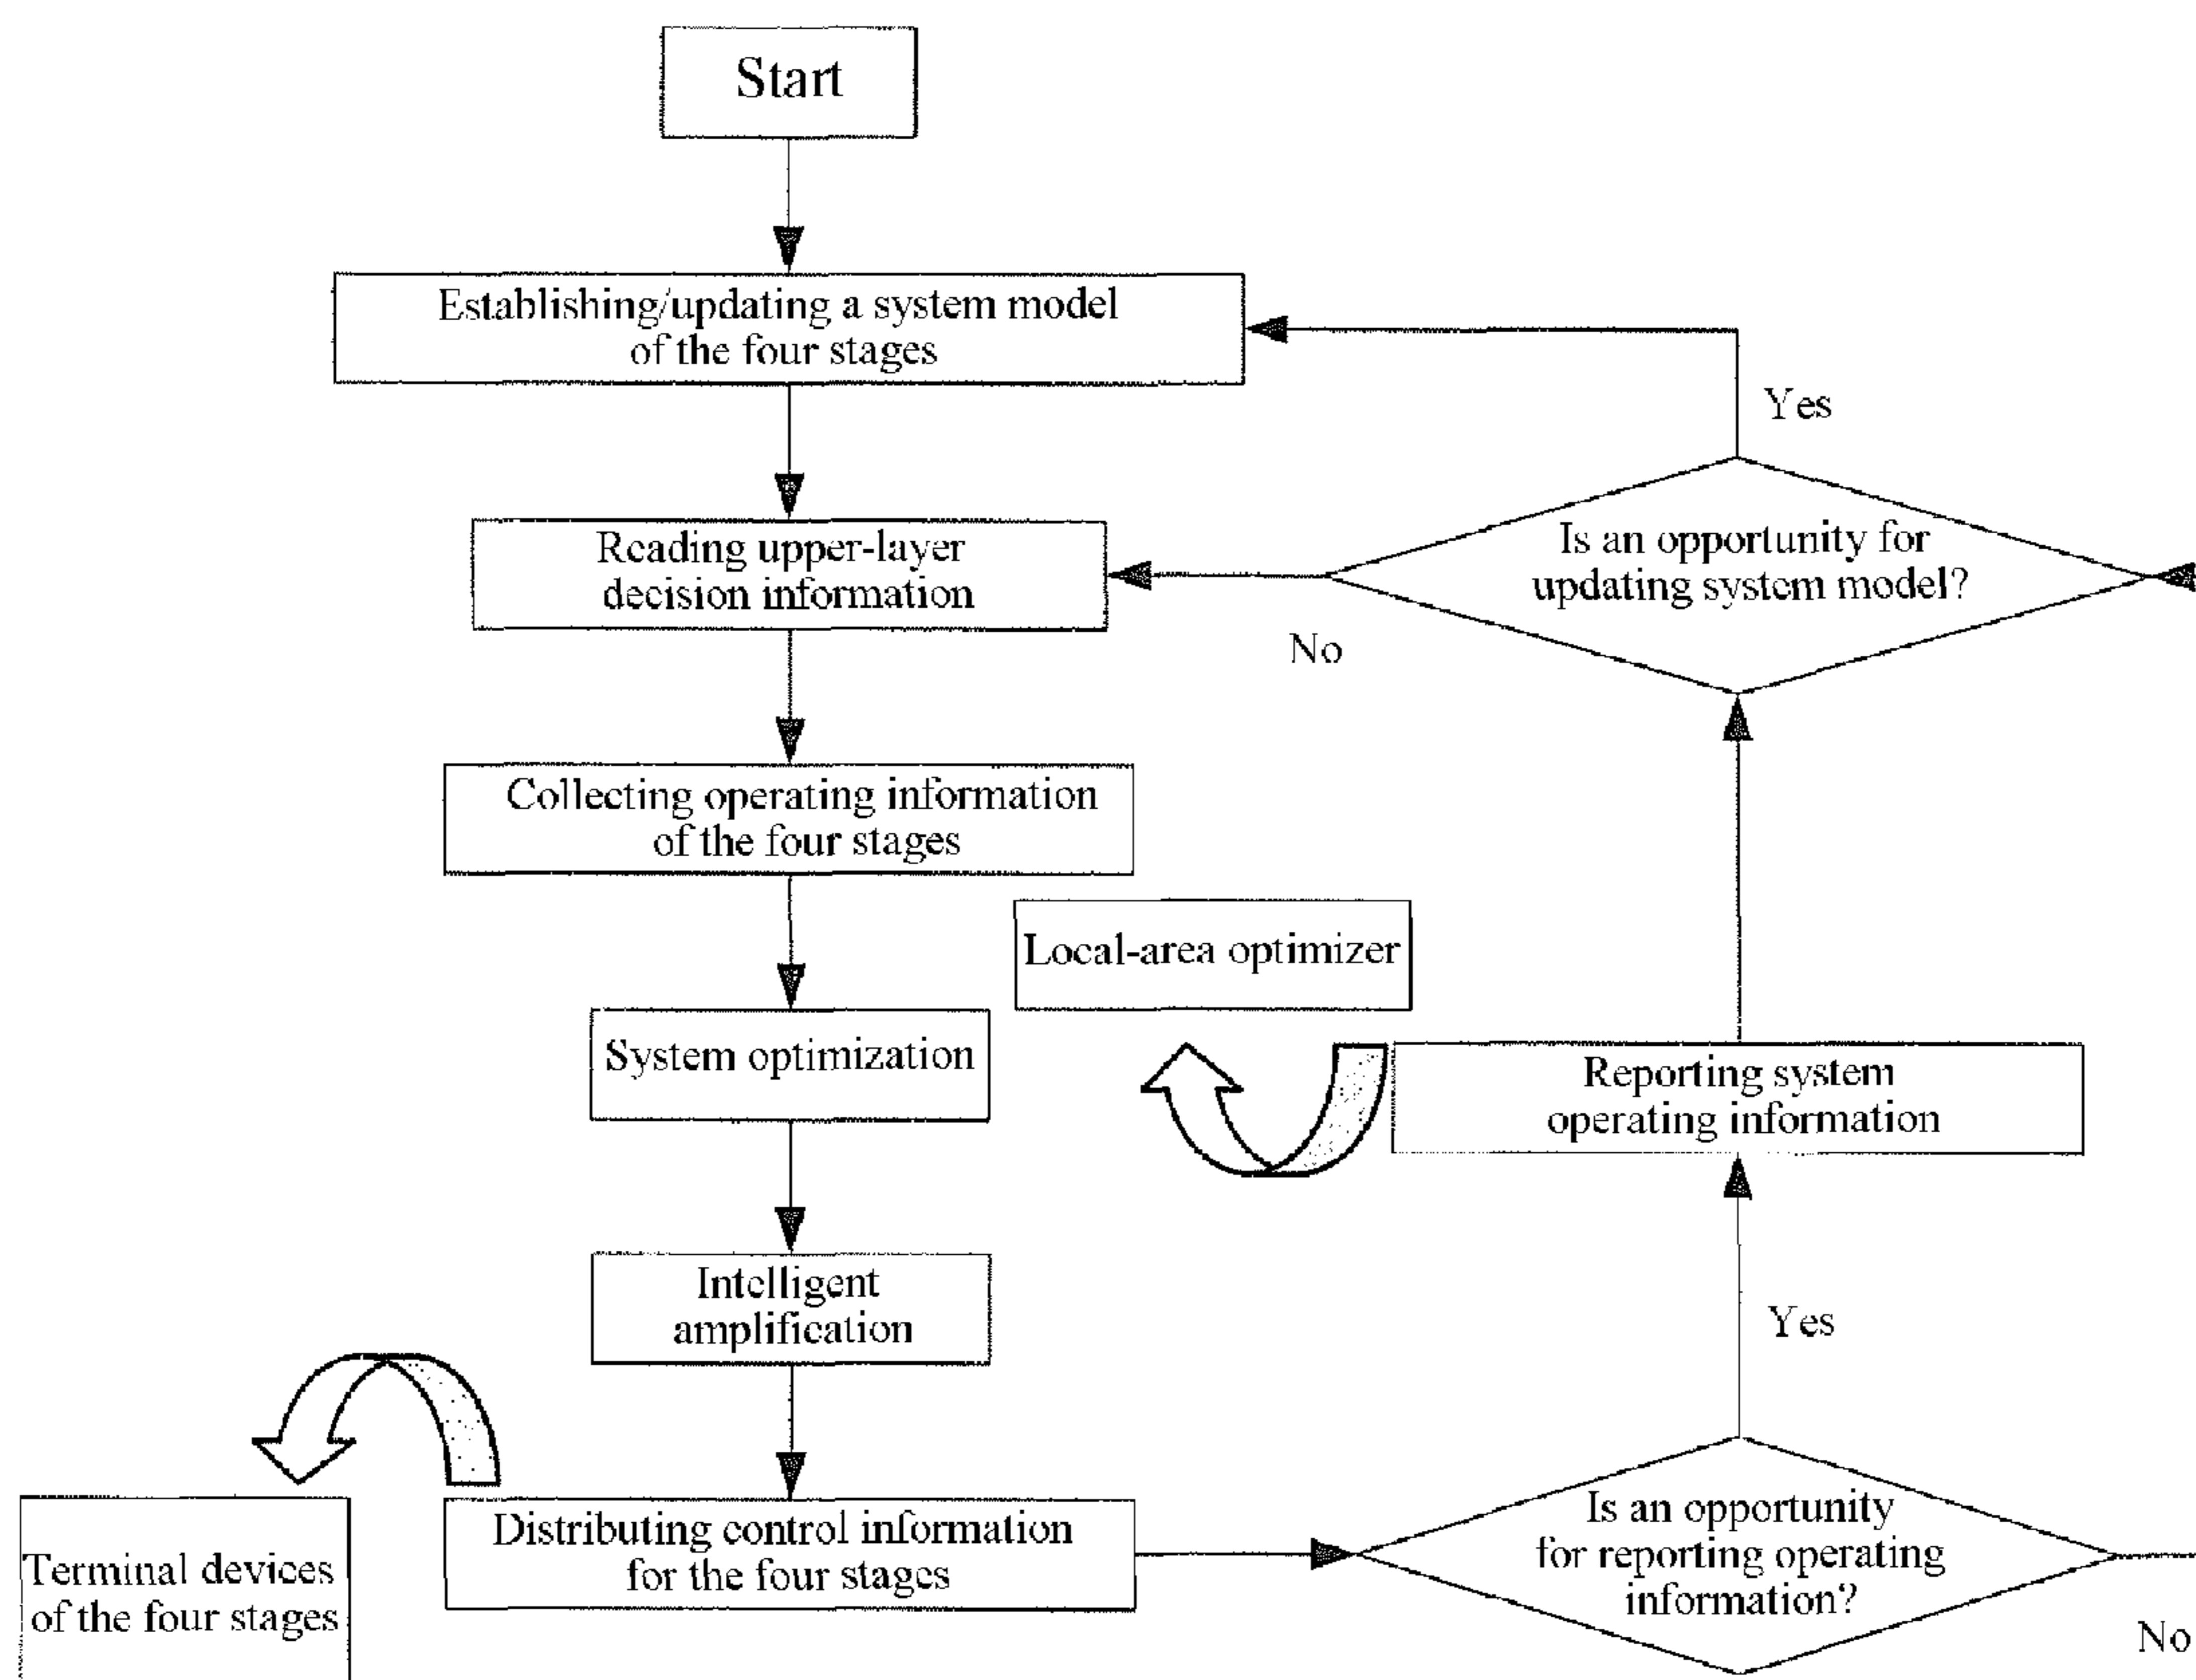 Start
Establishing/updating a system model
of the four stages
Yes
Reading upper-layer
decision information
Is an opportunity for
updating system model?
No
Collecting operating information
of the four stages
Local-area optimizer
System optimization
Reporting system
operating information
Intelligent
amplification
Yes
Distributing control information
for the four stages
Is an opportunity
for reporting operating
information?
Terminal devices
of the four stages
No